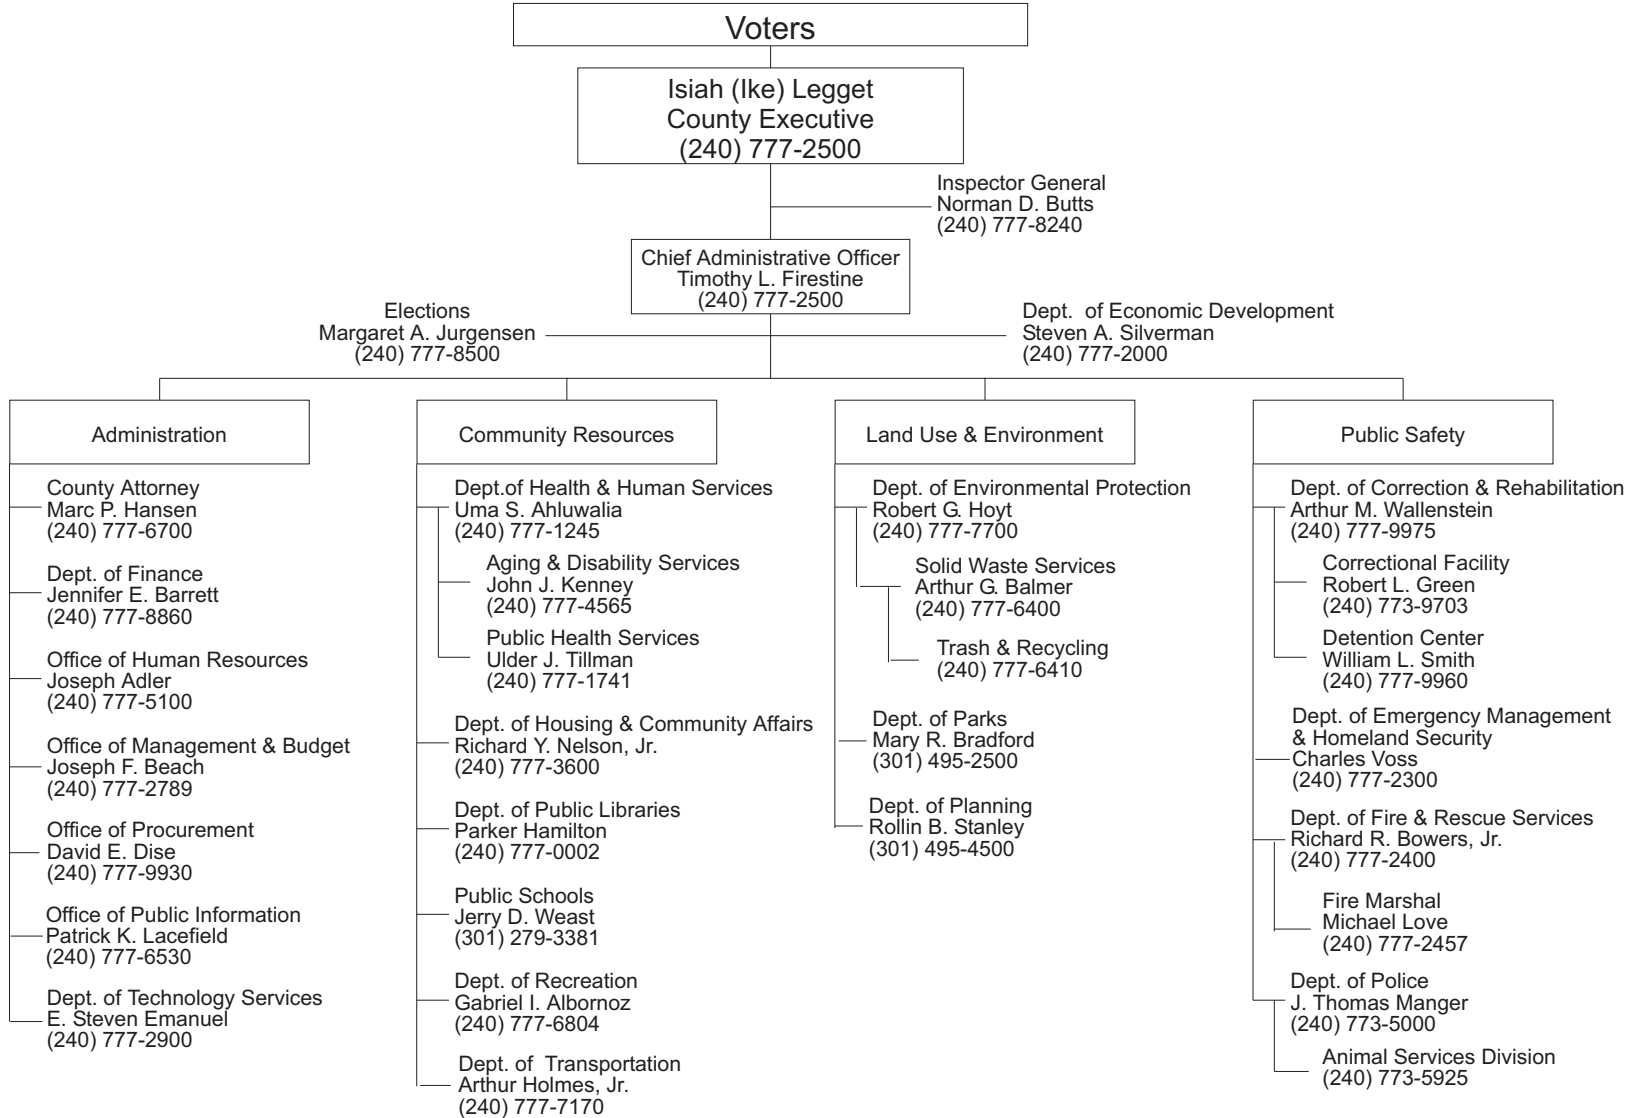 Voters
Isiah (Ike) Legget
County Executive
(240) 777-2500
Inspector General
Norman D. Butts
(240) 777-8240
Chief Administrative Officer
Timothy L. Firestine
(240) 777-2500
Elections
Margaret A. Jurgensen
(240) 777-8500
Dept. of Economic Development
Steven A. Silverman
(240) 777-2000
Administration
County Attorney
Marc P. Hansen
(240) 777-6700
Dept. of Finance
Jennifer E. Barrett
(240) 777-8860
Office of Human Resources
Joseph Adler
(240) 777-5100
Office of Management & Budget
Joseph F. Beach
(240) 777-2789
Office of Procurement
David E. Dise
(240) 777-9930
Office of Public Information
Patrick K. Lacefield
(240) 777-6530
Dept. of Technology Services
E. Steven Emanuel
(240) 777-2900
Community Resources
Dept.of Health & Human Services
Uma S. Ahluwalia
(240) 777-1245
Aging & Disability Services
John J. Kenney
(240) 777-4565
Public Health Services
Ulder J. Tillman
(240) 777-1741
Dept. of Housing & Community Affairs
Richard Y. Nelson, Jr.
(240) 777-3600
Dept. of Public Libraries
Parker Hamilton
(240) 777-0002
Public Schools
Jerry D. Weast
(301) 279-3381
Dept. of Recreation
Gabriel I. Albornoz
(240) 777-6804
Dept. of Transportation
Arthur Holmes, Jr.
(240) 777-7170
Land Use & Environment
Dept. of Environmental Protection
Robert G. Hoyt
(240) 777-7700
Solid Waste Services
Arthur G. Balmer
(240) 777-6400
Trash & Recycling
(240) 777-6410
Dept. of Parks
Mary R. Bradford
(301) 495-2500
Dept. of Planning
Rollin B. Stanley
(301) 495-4500
Public Safety
Dept. of Correction & Rehabilitation
Arthur M. Wallenstein
(240) 777-9975
Correctional Facility
Robert L. Green
(240) 773-9703
Detention Center
William L. Smith
(240) 777-9960
Dept. of Emergency Management
& Homeland Security
Charles Voss
(240) 777-2300
Dept. of Fire & Rescue Services
Richard R. Bowers, Jr.
(240) 777-2400
Fire Marshal
Michael Love
(240) 777-2457
Dept. of Police
J. Thomas Manger
(240) 773-5000
Animal Services Division
(240) 773-5925